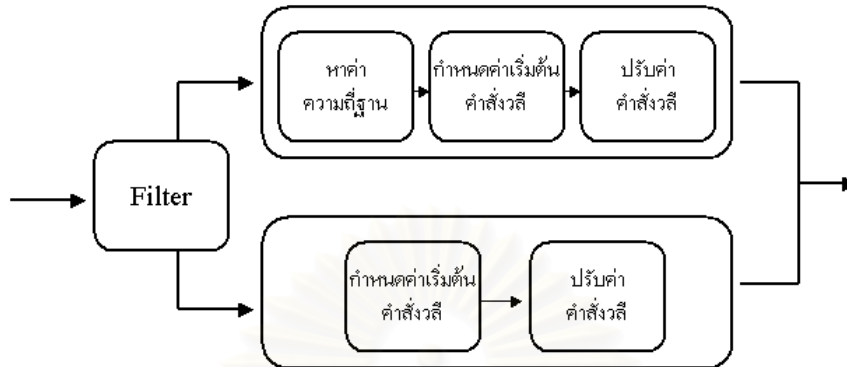 หาค่า
ความถี่ฐาน
กำหนดค่าเริ่มต้น
คำสั่งวลี
ปรับค่า
คำสั่งวลี
Filter
กำหนดค่าเริ่มต้น
คำสั่งวลี
ปรับค่า
คำสั่งวลี